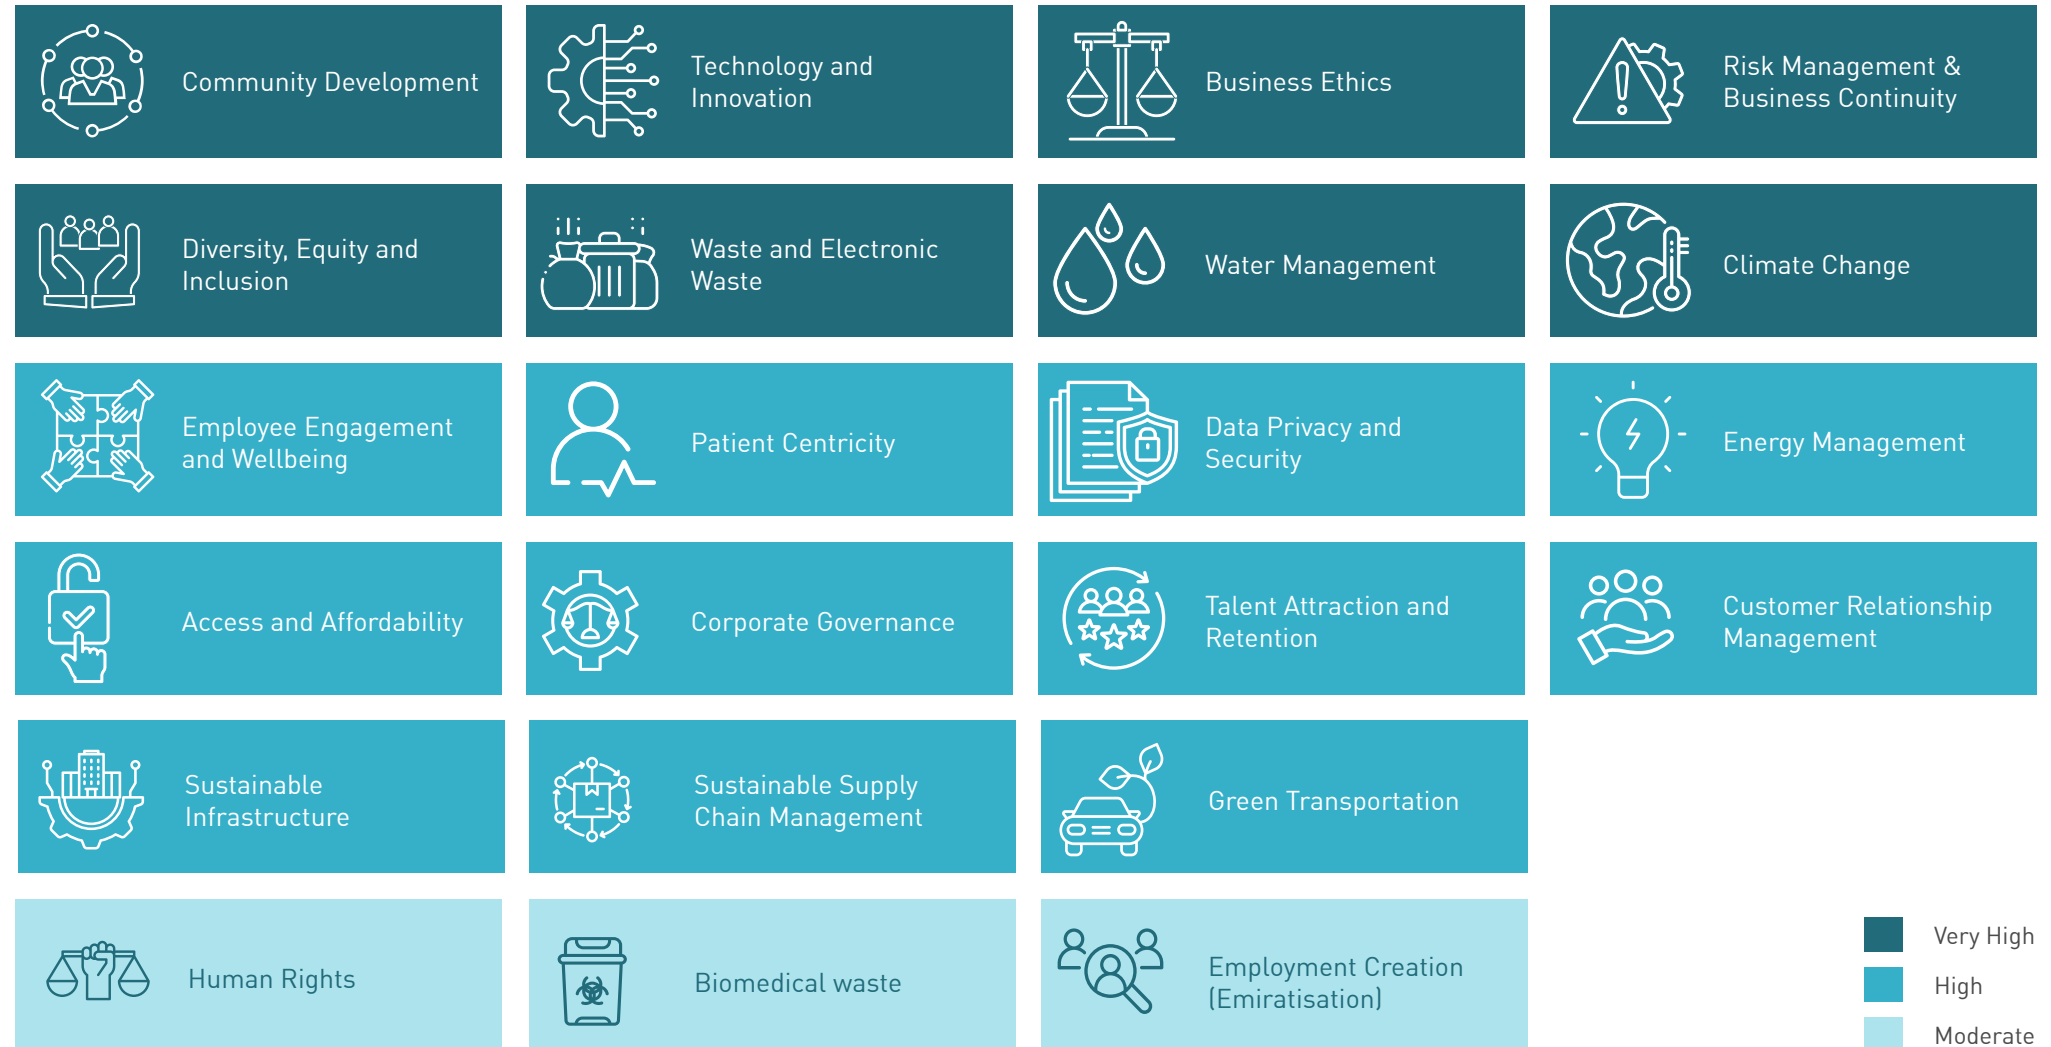 Community Development
Technology and
Innovation
Business Ethics
Risk Management &
Business Continuity
Diversity, Equity and
Inclusion
Waste and Electronic
Waste
Water Management
Climate Change
Employee Engagement
and Wellbeing
Patient Centricity
Data Privacy and
Security
Energy Management
Access and Affordability
Corporate Governance
Talent Attraction and
Retention
Customer Relationship
Management
Sustainable
Infrastructure
Sustainable Supply
Chain Management
Green Transportation
Human Rights
Biomedical waste
Employment Creation
(Emiratisation)
Very High
High
Moderate